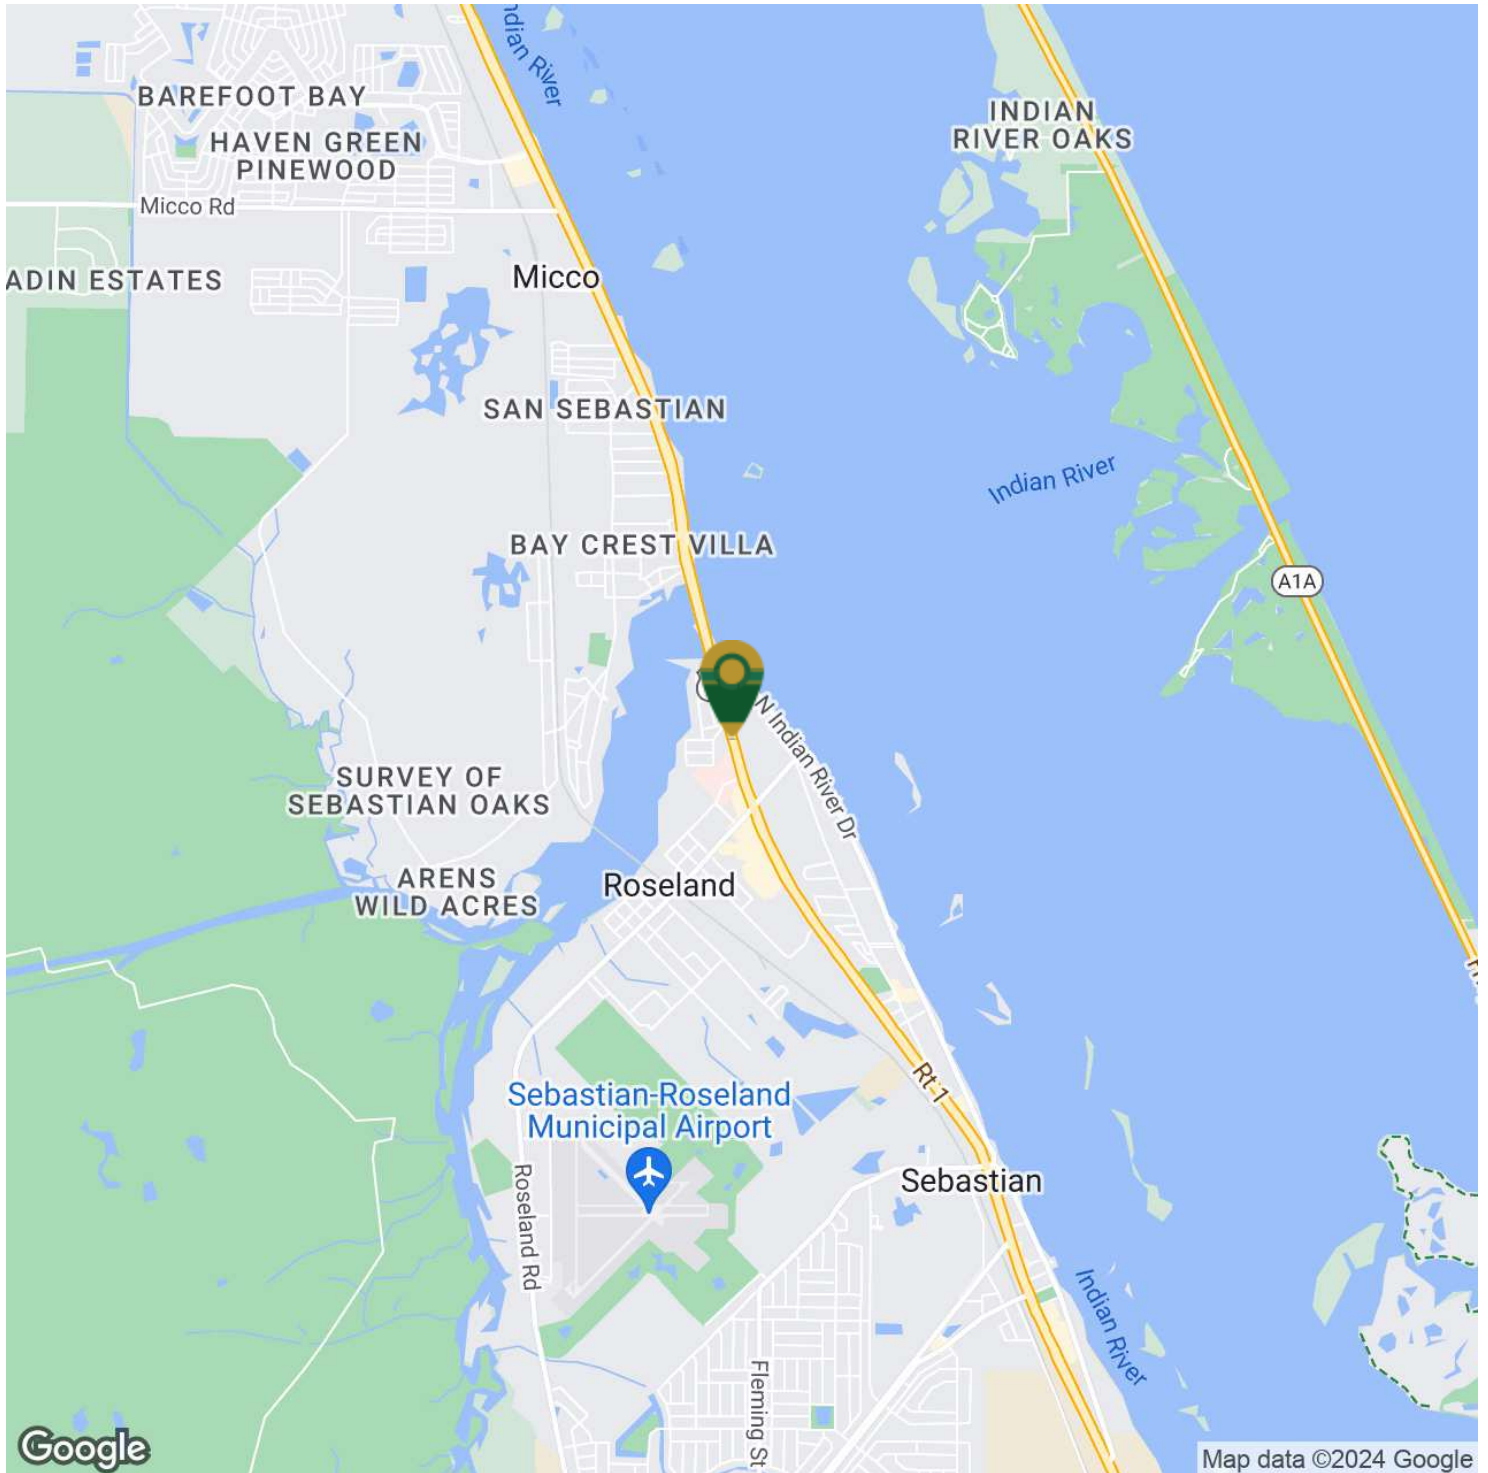 Indian River
BAREFOOT BAY
HAVEN GREEN
PINEWOOD
INDIAN
RIVER OAKS
Micco Rd
ADIN ESTATES
Micco
SAN SEBASTIAN
Indian River
BAY CREST VILLA
A1A
N Indian River Dr
SURVEY OF
SEBASTIAN OAKS
ARENS
WILD ACRES
Roseland
Rt 1
Sebastian-Roseland
Municipal Airport
Sebastian
Roseland Rd
Indian River
Fleming St
Google
Map data ©2024 Google